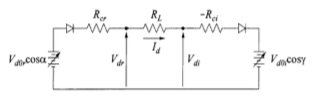 R_cr
R_L
-R_ci
I_d
V_d0r cosα
V_dr
V_di
V_d0i cosγ